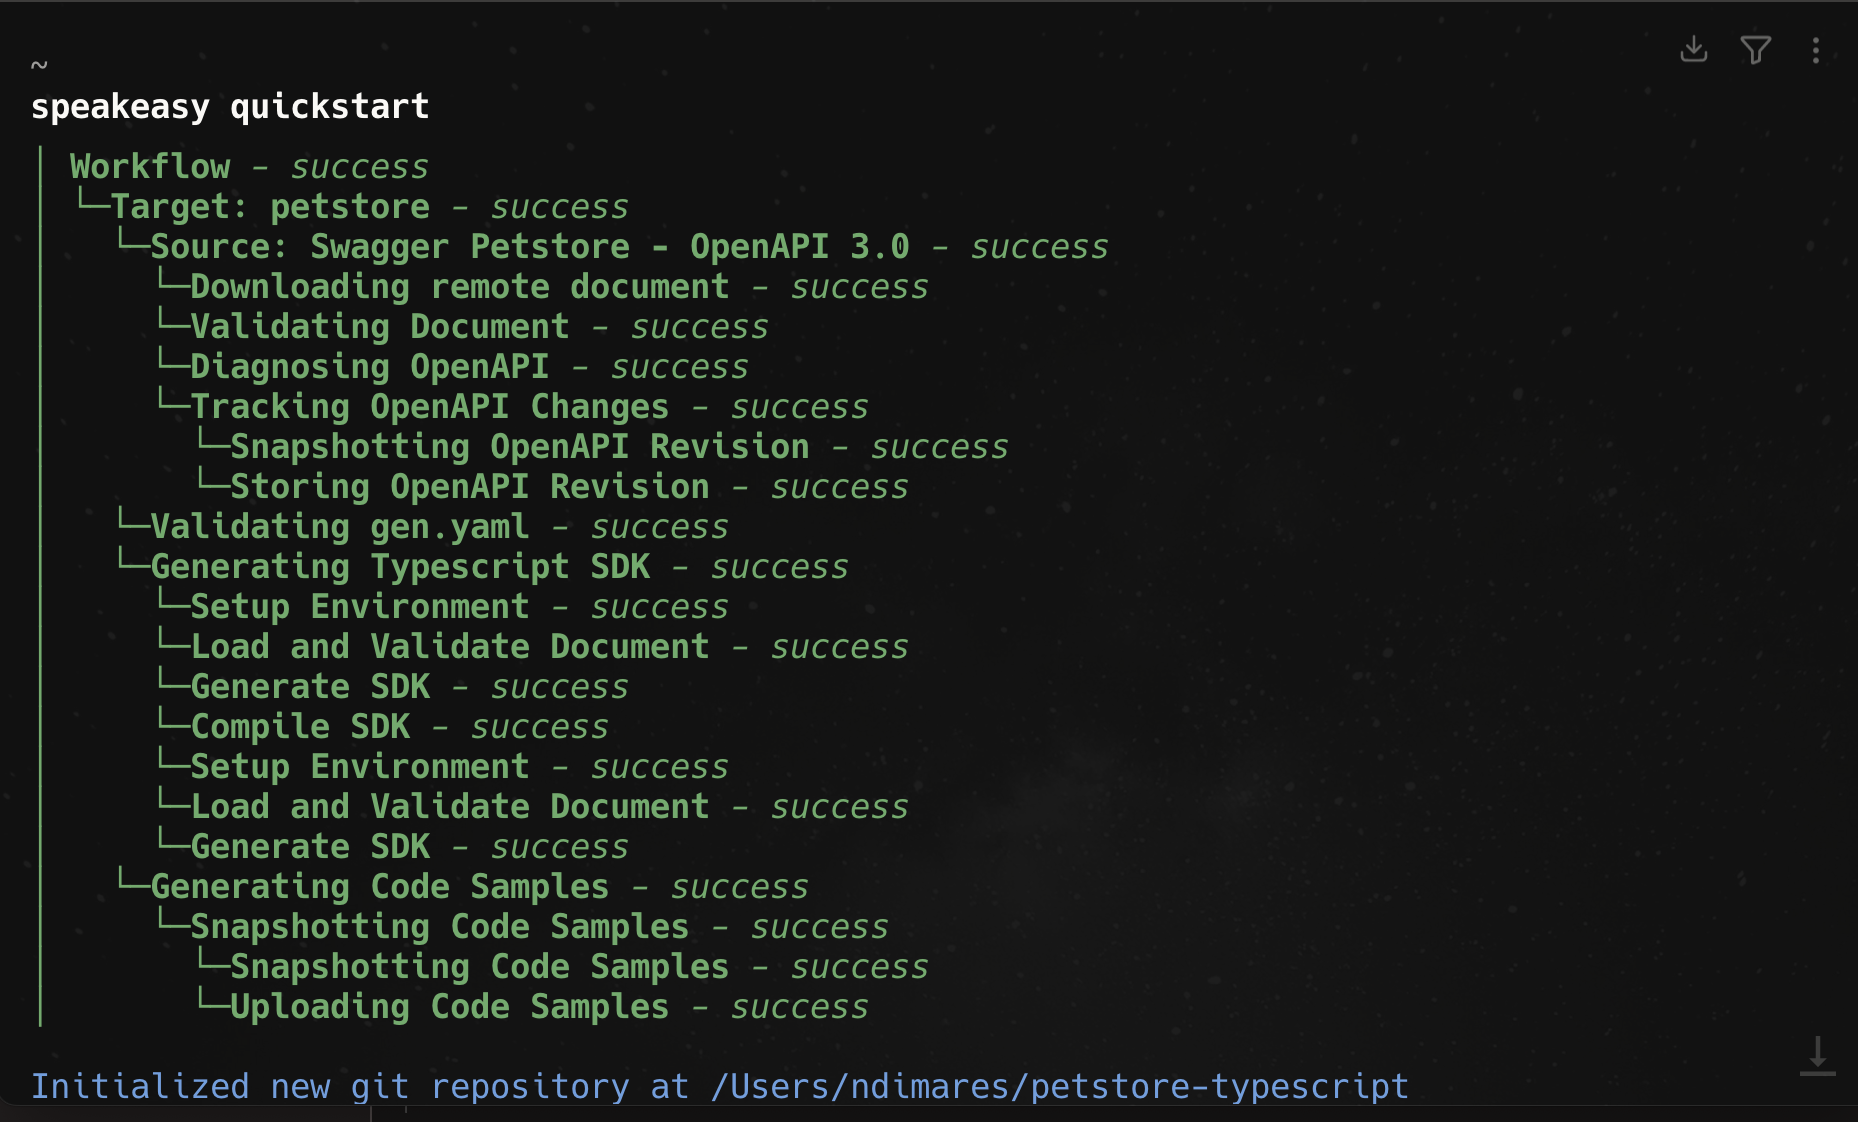 ~
speakeasy quickstart
│ Workflow – success
│ └─Target: petstore – success
│   └─Source: Swagger Petstore - OpenAPI 3.0 – success
│     └─Downloading remote document – success
│     └─Validating Document – success
│     └─Diagnosing OpenAPI – success
│     └─Tracking OpenAPI Changes – success
│       └─Snapshotting OpenAPI Revision – success
│       └─Storing OpenAPI Revision – success
│   └─Validating gen.yaml – success
│   └─Generating Typescript SDK – success
│     └─Setup Environment – success
│     └─Load and Validate Document – success
│     └─Generate SDK – success
│     └─Compile SDK – success
│     └─Setup Environment – success
│     └─Load and Validate Document – success
│     └─Generate SDK – success
│   └─Generating Code Samples – success
│     └─Snapshotting Code Samples – success
│       └─Snapshotting Code Samples – success
│       └─Uploading Code Samples – success
Initialized new git repository at /Users/ndimares/petstore-typescript